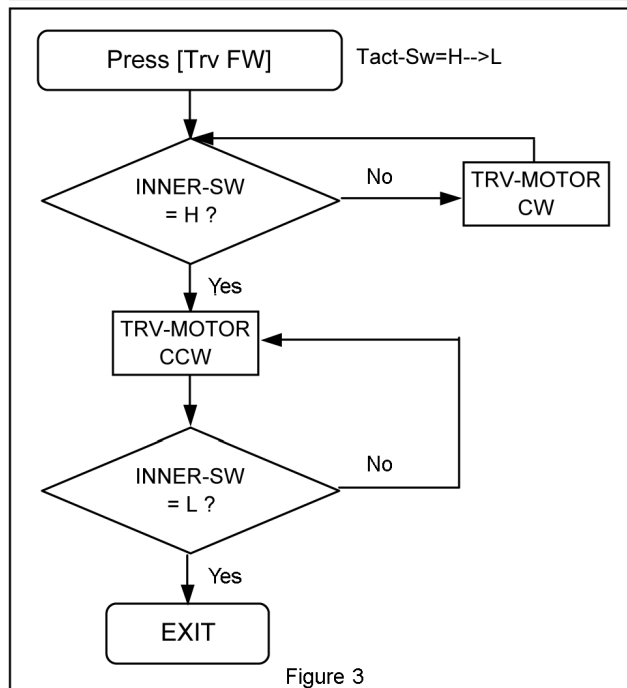 Press [Trv FW]
Tact-Sw=H-->L
INNER-SW
= H ?
No
TRV-MOTOR
CW
Yes
TRV-MOTOR
CCW
INNER-SW
= L ?
No
Yes
EXIT
Figure 3